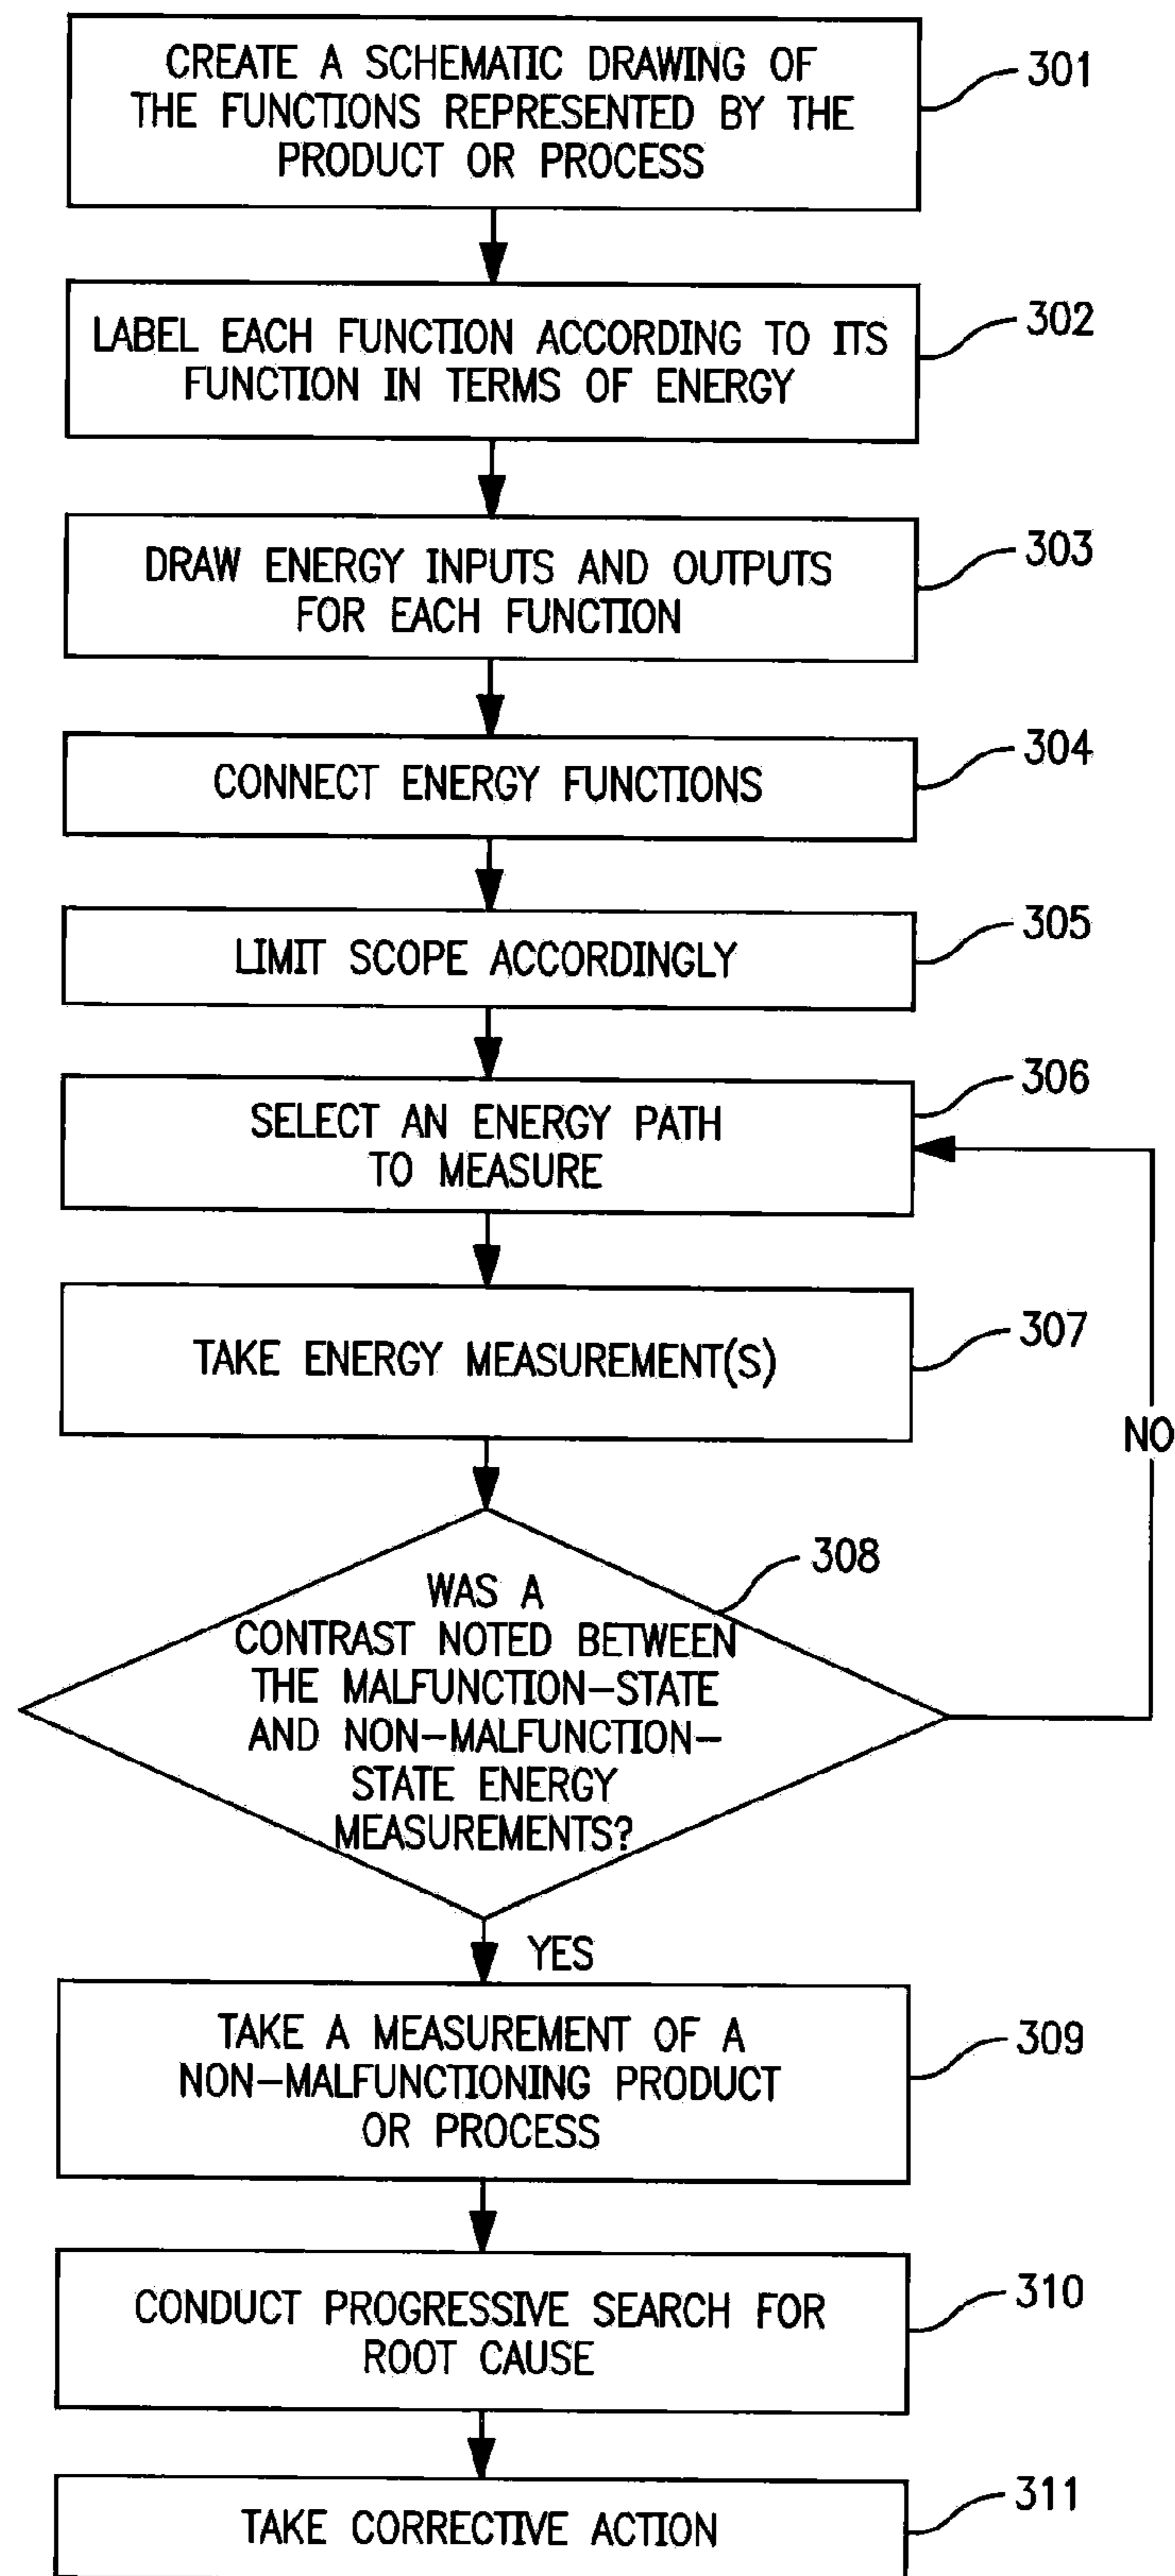 CREATE A SCHEMATIC DRAWING OF
THE FUNCTIONS REPRESENTED BY THE
PRODUCT OR PROCESS
301
LABEL EACH FUNCTION ACCORDING TO ITS
FUNCTION IN TERMS OF ENERGY
302
DRAW ENERGY INPUTS AND OUTPUTS
FOR EACH FUNCTION
303
CONNECT ENERGY FUNCTIONS
304
LIMIT SCOPE ACCORDINGLY
305
SELECT AN ENERGY PATH
TO MEASURE
306
TAKE ENERGY MEASUREMENT(S)
307
NO
WAS A
CONTRAST NOTED BETWEEN
THE MALFUNCTION-STATE
AND NON-MALFUNCTION-
STATE ENERGY
MEASUREMENTS?
308
YES
TAKE A MEASUREMENT OF A
NON-MALFUNCTIONING PRODUCT
OR PROCESS
309
CONDUCT PROGRESSIVE SEARCH FOR
ROOT CAUSE
310
TAKE CORRECTIVE ACTION
311